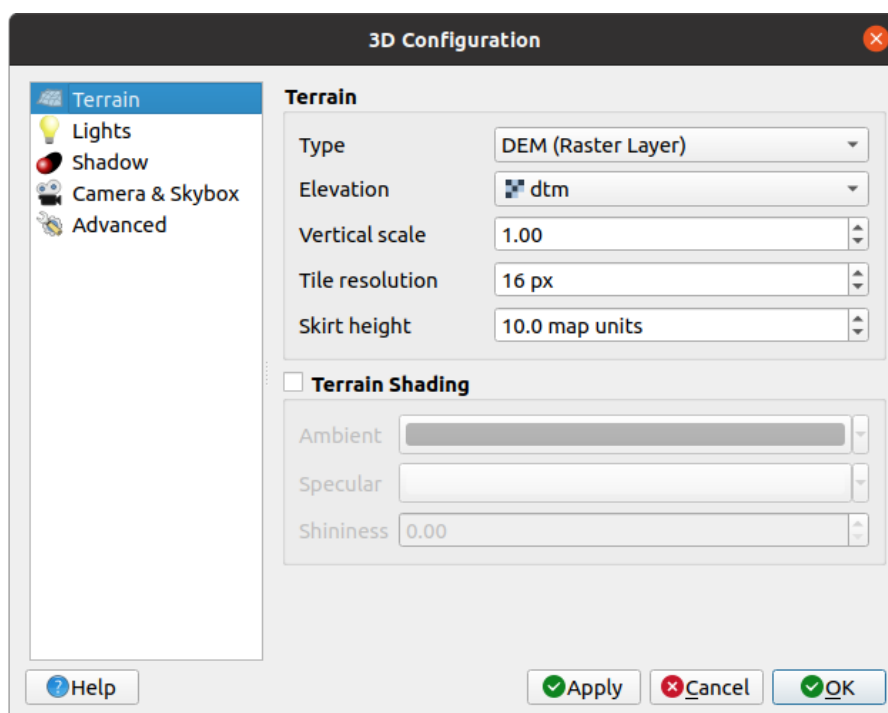 3D Configuration
Terrain
Lights
Shadow
Camera & Skybox
Advanced
Terrain
Type DEM (Raster Layer)
Elevation dtm
Vertical scale 1.00
Tile resolution 16 px
Skirt height 10.0 map units
Terrain Shading
Ambient
Specular
Shininess 0.00
Help Apply Cancel OK